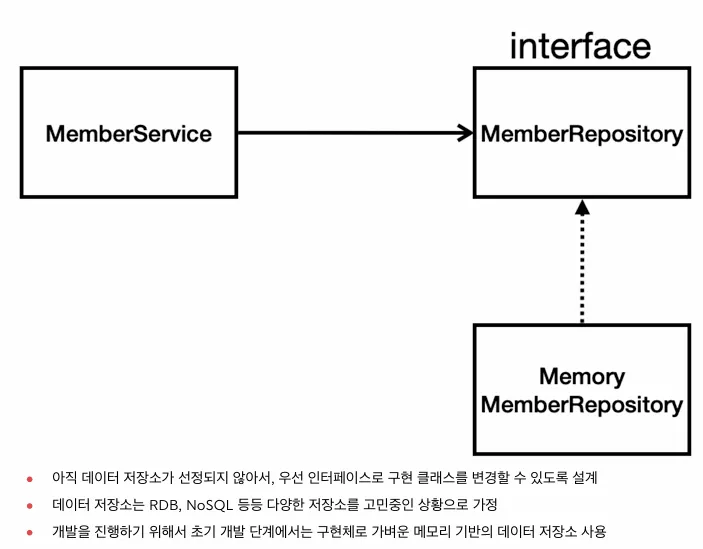 interface
MemberService
MemberRepository
Memory
MemberRepository
아직 데이터 저장소가 선정되지 않아서, 우선 인터페이스로 구현 클래스를 변경할 수 있도록 설계
데이터 저장소는 RDB, NoSQL 등등 다양한 저장소를 고민중인 상황으로 가정
개발을 진행하기 위해서 초기 개발 단계에서는 구현체로 가벼운 메모리 기반의 데이터 저장소 사용